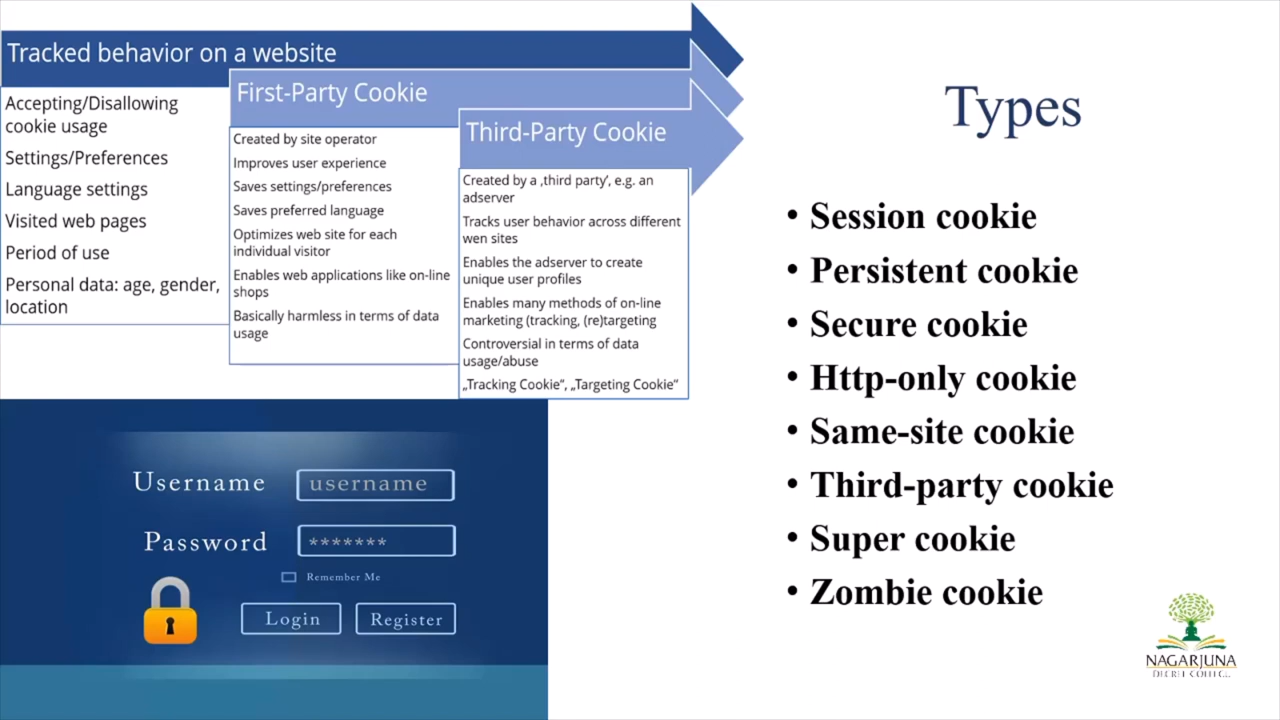 Tracked behavior on a website
Accepting/Disallowing
cookie usage
Settings/Preferences
Language settings
Visited web pages
Period of use
Personal data: age, gender,
location
First-Party Cookie
Created by site operator
Improves user experience
Saves settings/preferences
Saves preferred language
Optimizes web site for each
individual visitor
Enables web applications like on-line
shops
Basically harmless in terms of data
usage
Third-Party Cookie
Created by a ‚third party‘, e.g. an
adserver
Tracks user behavior across different
wen sites
Enables the adserver to create
unique user profiles
Enables many methods of on-line
marketing (tracking, (re)targeting
Controversial in terms of data
usage/abuse
„Tracking Cookie“, „Targeting Cookie“
Username
username
Password
*******
Remember Me
Login
Register
Types
• Session cookie
• Persistent cookie
• Secure cookie
• Http-only cookie
• Same-site cookie
• Third-party cookie
• Super cookie
• Zombie cookie
NAGARJUNA